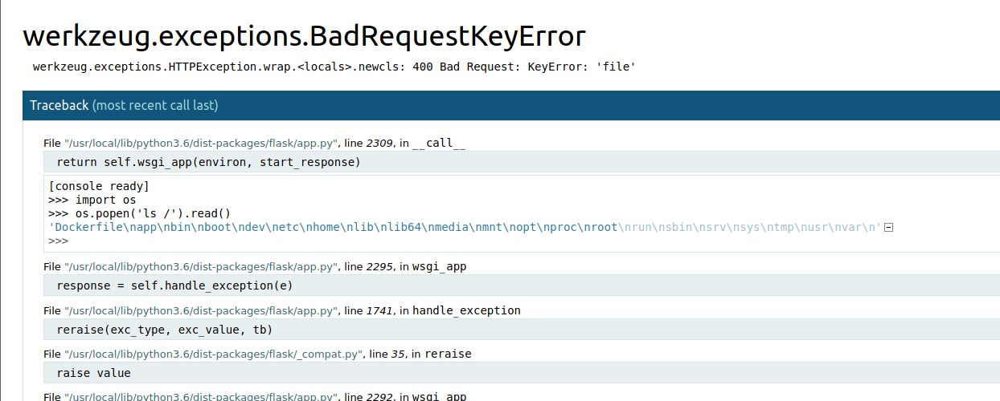 werkzeug.exceptions.BadRequestKeyError
werkzeug.exceptions.HTTPException.wrap.<locals>.newcls: 400 Bad Request: KeyError: 'file'
Traceback (most recent call last)
File "/usr/local/lib/python3.6/dist-packages/flask/app.py", line 2309, in __call__
return self.wsgi_app(environ, start_response)
[console ready]
>>> import os
>>> os.popen('ls /').read()
'Dockerfile\napp\nbin\nboot\ndev\netc\nhome\nlib\nlib64\nmedia\nmnt\nopt\nproc\nroot\nrun\nsbin\nsrv\nsys\ntmp\nusr\nvar\n'
>>>
File "/usr/local/lib/python3.6/dist-packages/flask/app.py", line 2295, in wsgi_app
response = self.handle_exception(e)
File "/usr/local/lib/python3.6/dist-packages/flask/app.py", line 1741, in handle_exception
reraise(exc_type, exc_value, tb)
File "/usr/local/lib/python3.6/dist-packages/flask/_compat.py", line 35, in reraise
raise value
File "/usr/local/lib/python3.6/dist-packages/flask/app.py", line 2292, in wsgi_app